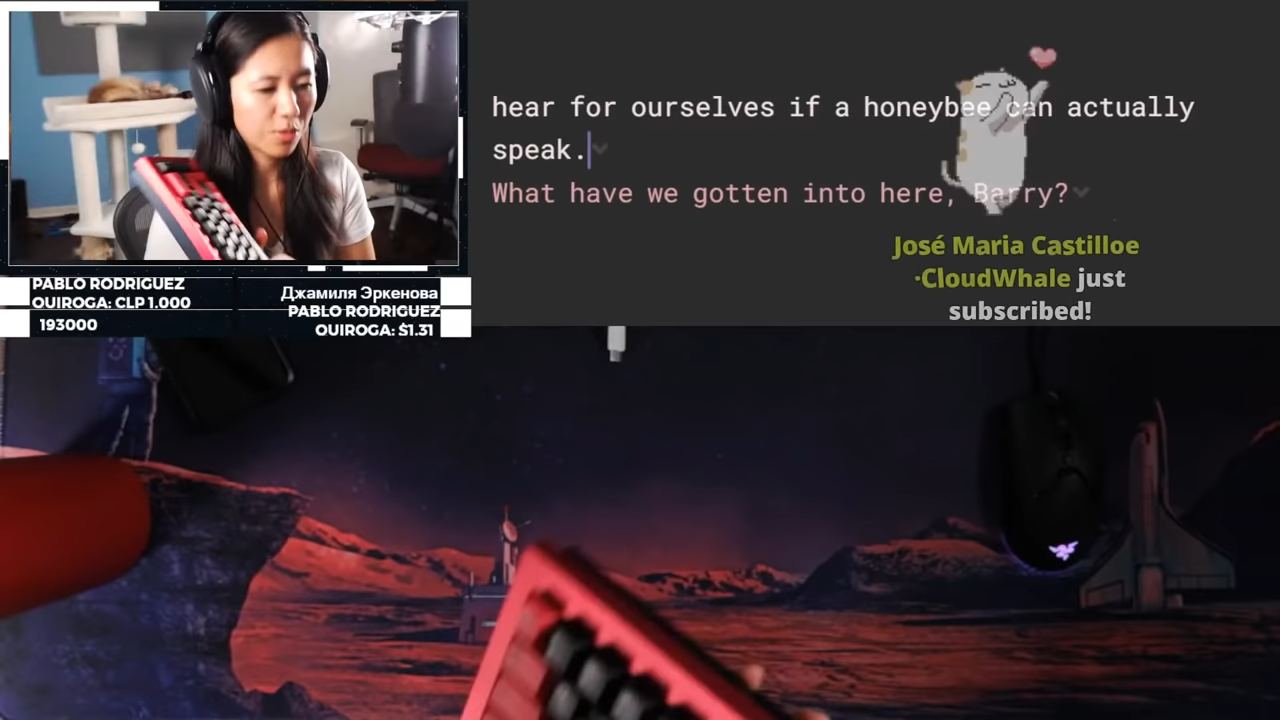 hear for ourselves if a honeybee can actually
speak.
What have we gotten into here, Barry?
José Maria Castilloe
·CloudWhale just
subscribed!
PABLO RODRIGUEZ
QUIROGA: CLP 1.000
193000
Джамиля Эркенова
PABLO RODRIGUEZ
QUIROGA: $1.31